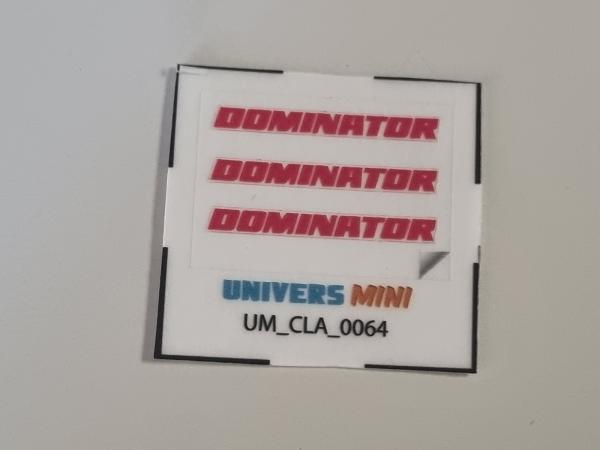 DOMINATOR
DOMINATOR
DOMINATOR
UNIVERS MINI
UM_CLA_0064